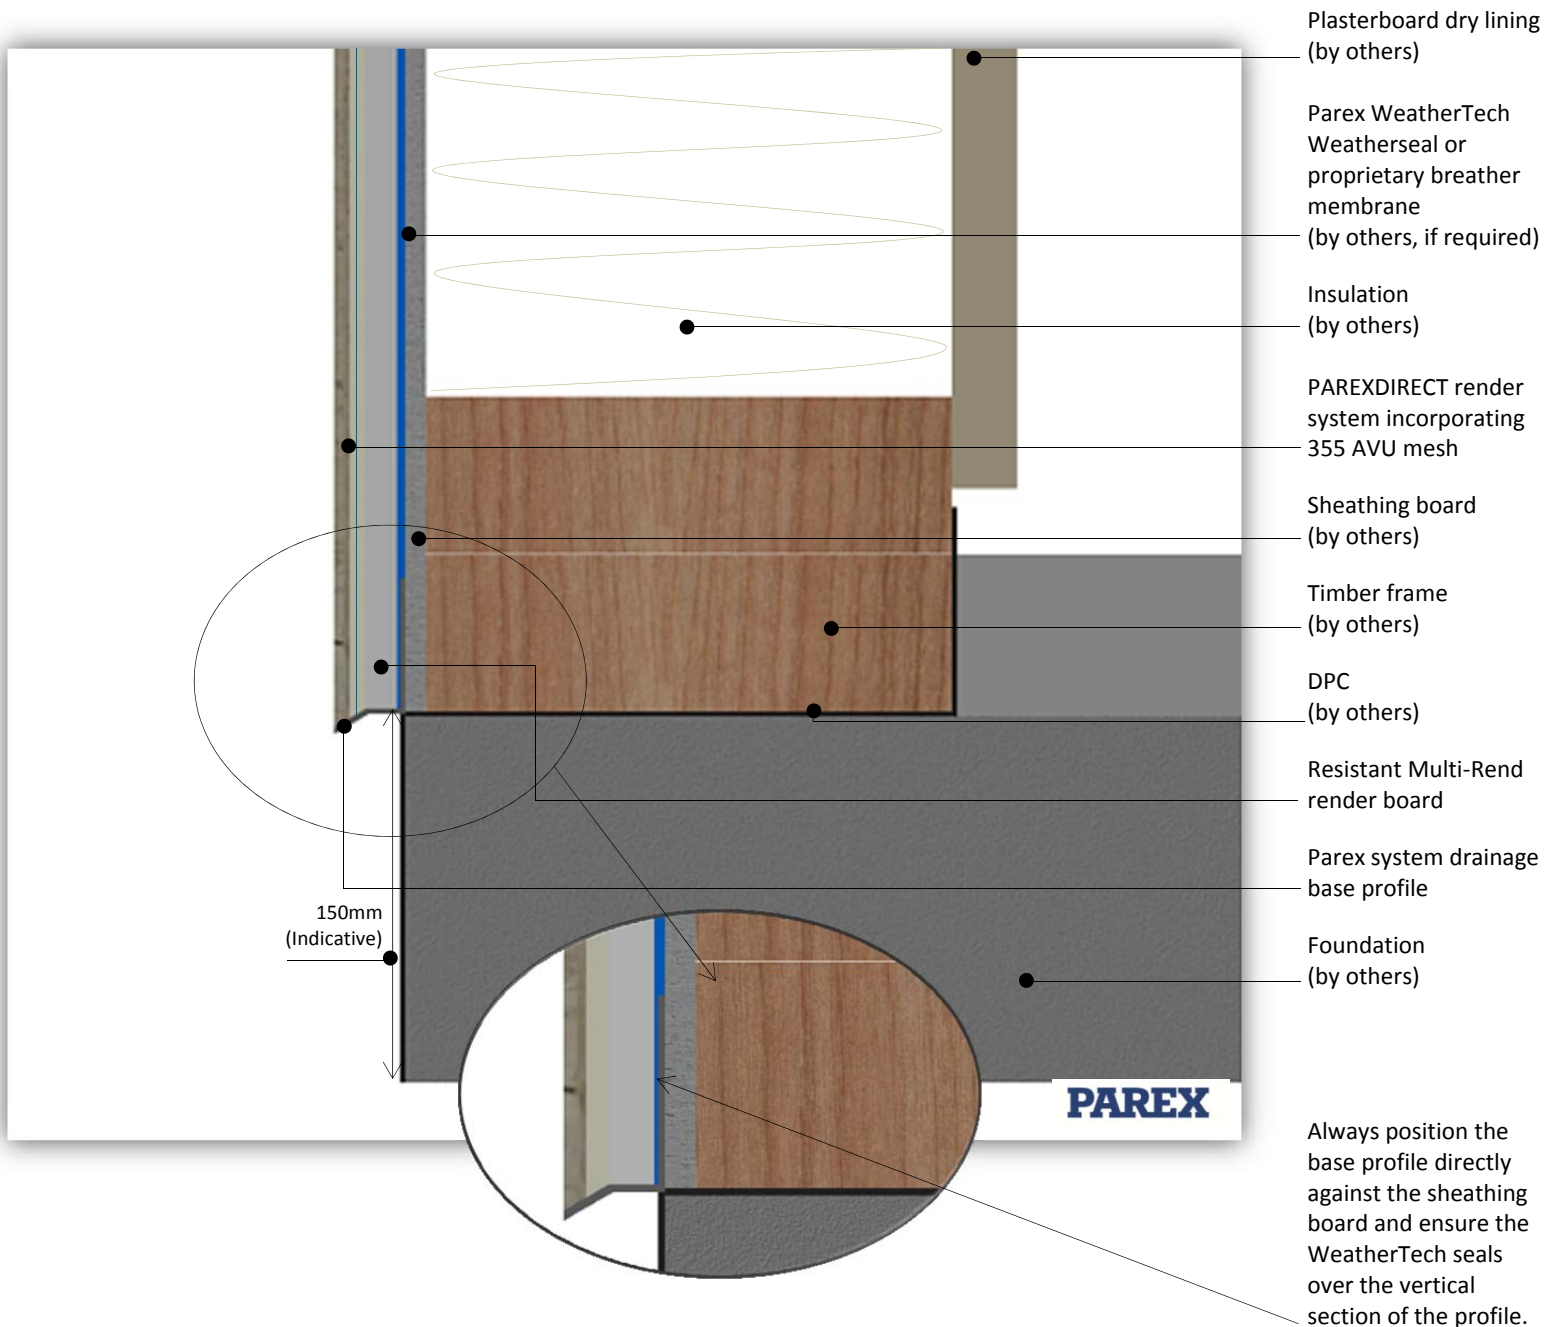 Plasterboard dry lining
(by others)
Parex WeatherTech
Weatherseal or
proprietary breather
membrane
(by others, if required)
Insulation
(by others)
PAREXDIRECT render
system incorporating
355 AVU mesh
Sheathing board
(by others)
Timber frame
(by others)
DPC
(by others)
Resistant Multi-Rend
render board
Parex system drainage
base profile
150mm
(Indicative)
Foundation
(by others)
PAREX
Always position the
base profile directly
against the sheathing
board and ensure the
WeatherTech seals
over the vertical
section of the profile.